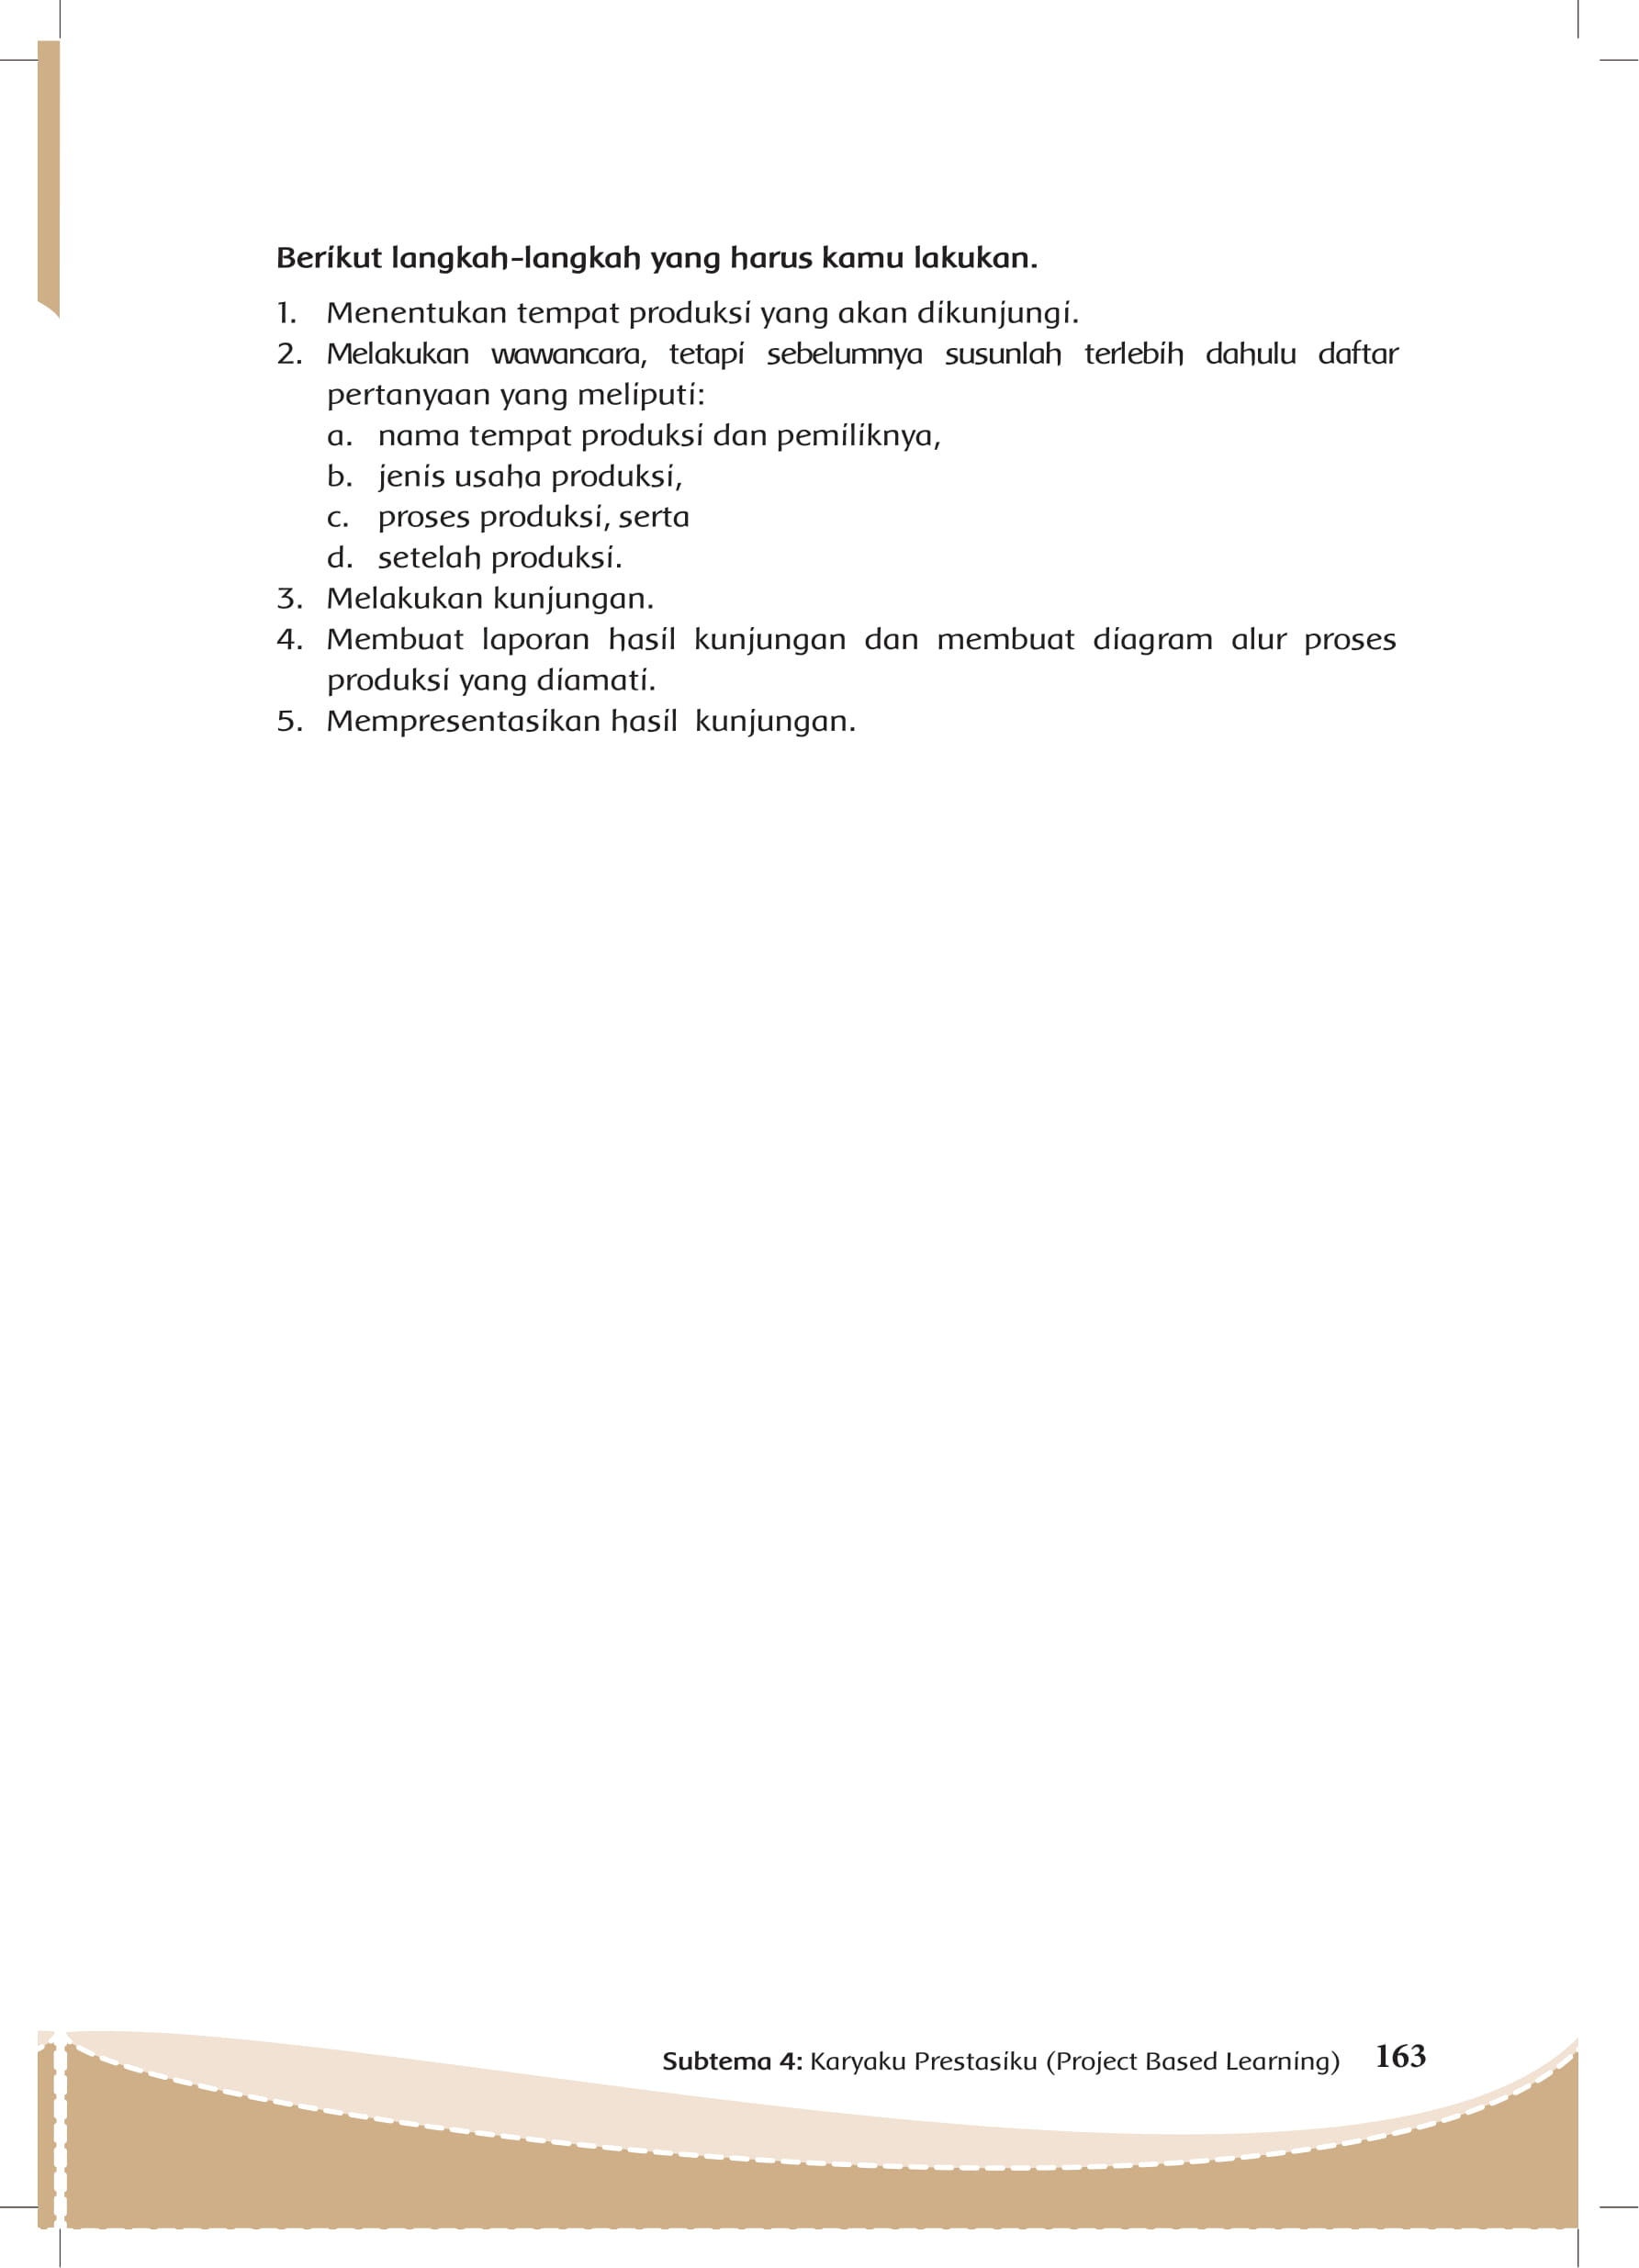 Berikut langkah-langkah yang harus kamu lakukan.
1. Menentukan tempat produksi yang akan dikunjungi.
2. Melakukan wawancara, tetapi sebelumnya susunlah terlebih dahulu daftar
pertanyaan yang meliputi:
a. nama tempat produksi dan pemiliknya,
b. jenis usaha produksi,
c. proses produksi, serta
d. setelah produksi.
3. Melakukan kunjungan.
4. Membuat laporan hasil kunjungan dan membuat diagram alur proses
produksi yang diamati.
5. Mempresentasikan hasil kunjungan.
Subtema 4: Karyaku Prestasiku (Project Based Learning) 163